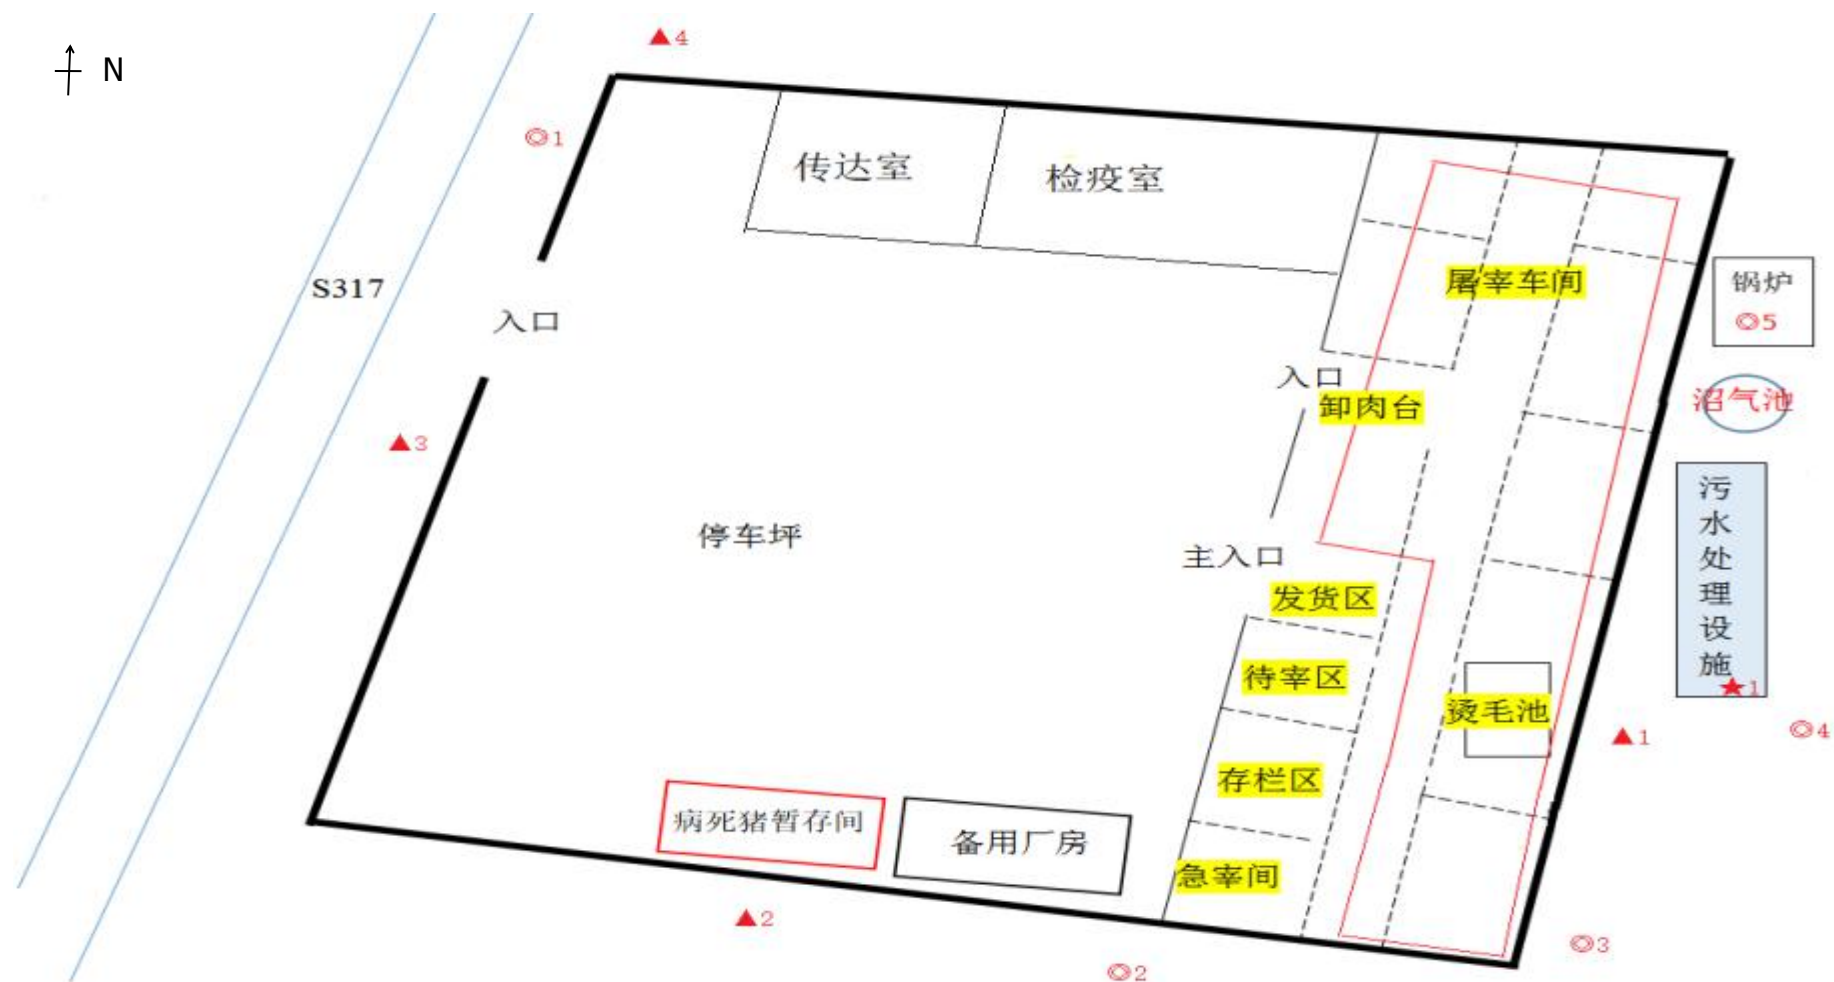 ▲4
N
◎1
传达室
检疫室
屠宰车间
锅炉
◎5
S317
入口
入口
卸肉台
沼气池
▲3
污水处理设施
★1
停车坪
主入口
发货区
待宰区
烫毛池
▲1
◎4
存栏区
病死猪暂存间
备用厂房
急宰间
▲2
◎3
◎2